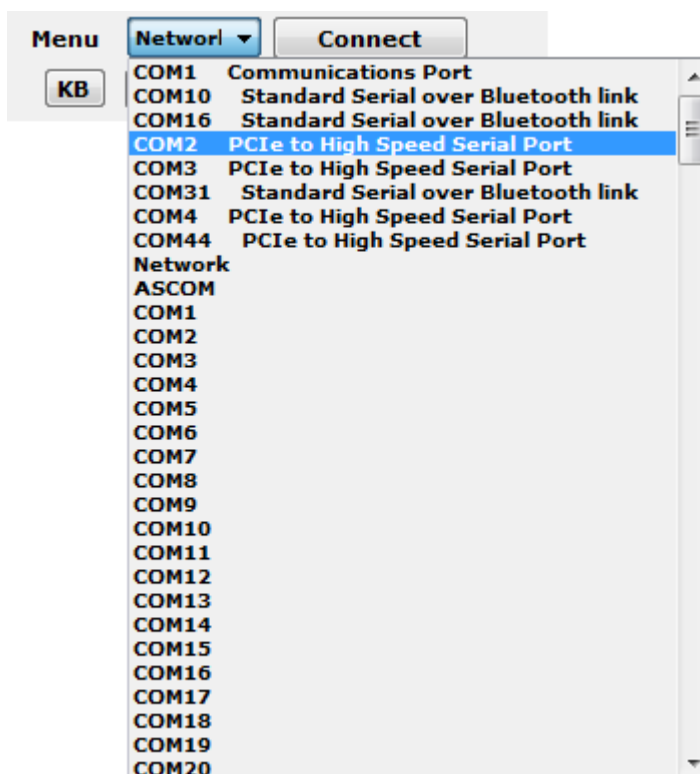 Menu Networ Connect
KB
COM1 Communications Port
COM10 Standard Serial over Bluetooth link
COM16 Standard Serial over Bluetooth link
COM2 PCIe to High Speed Serial Port
COM3 PCIe to High Speed Serial Port
COM31 Standard Serial over Bluetooth link
COM4 PCIe to High Speed Serial Port
COM44 PCIe to High Speed Serial Port
Network
ASCOM
COM1
COM2
COM3
COM4
COM5
COM6
COM7
COM8
COM9
COM10
COM11
COM12
COM13
COM14
COM15
COM16
COM17
COM18
COM19
COM20